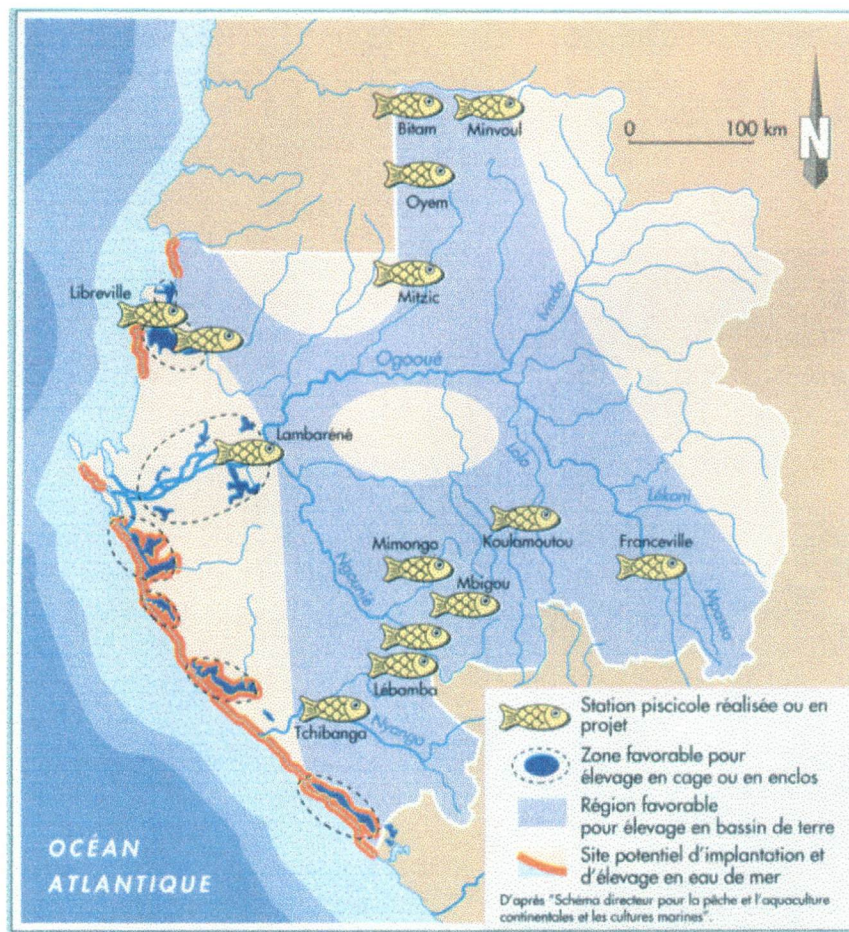 Bitam
Minvoul
0 100 km
N
Oyem
Mitzic
Libreville
Ivindo
Ogooué
Lambaréné
Lolo
Lékoni
Mimongo
Koulamoutou
Franceville
Ngounié
Mbigou
Mpassa
Lébamba
Tchibanga
Nyanga
Station piscicole réalisée ou en
projet
Zone favorable pour
élevage en cage ou en enclos
Région favorable
pour élevage en bassin de terre
Site potentiel d'implantation et
d'élevage en eau de mer
D'après "Schéma directeur pour la pêche et l'aquaculture
continentales et les cultures marines".
OCÉAN
ATLANTIQUE